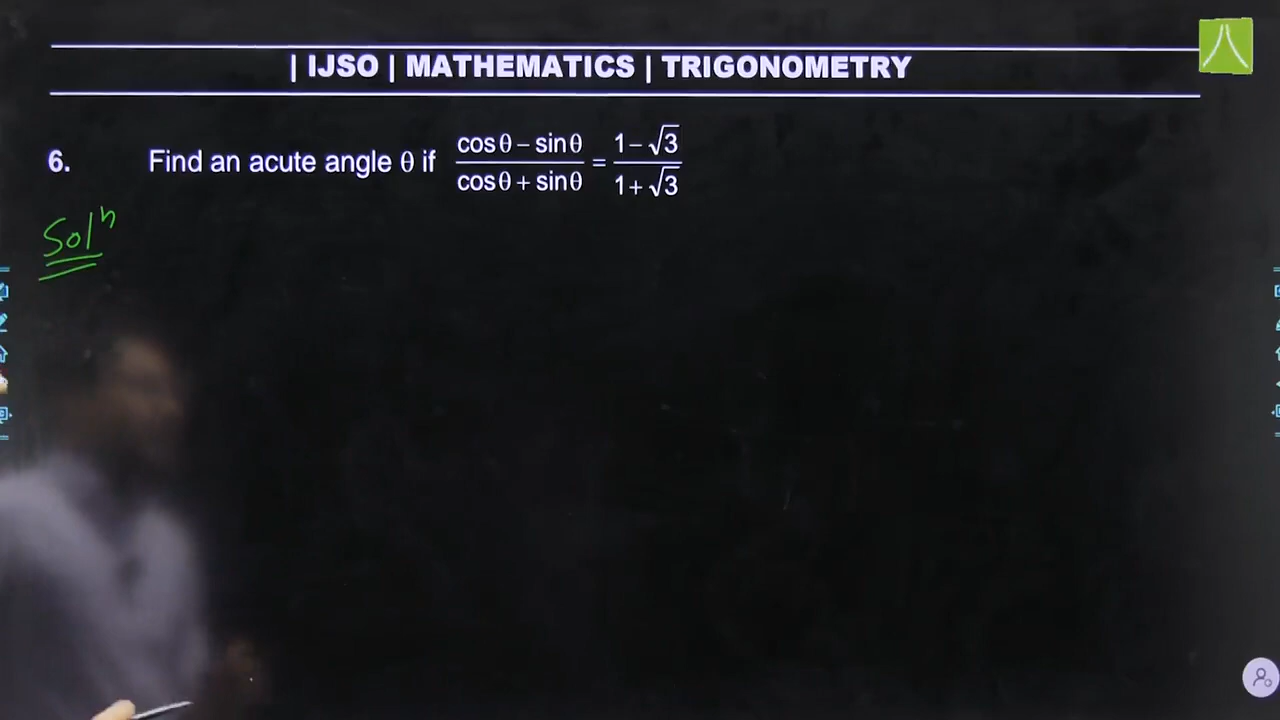 | IJSO | MATHEMATICS | TRIGONOMETRY
6. Find an acute angle θ if (cosθ − sinθ)/(cosθ + sinθ) = (1 − √3)/(1 + √3)
Solⁿ